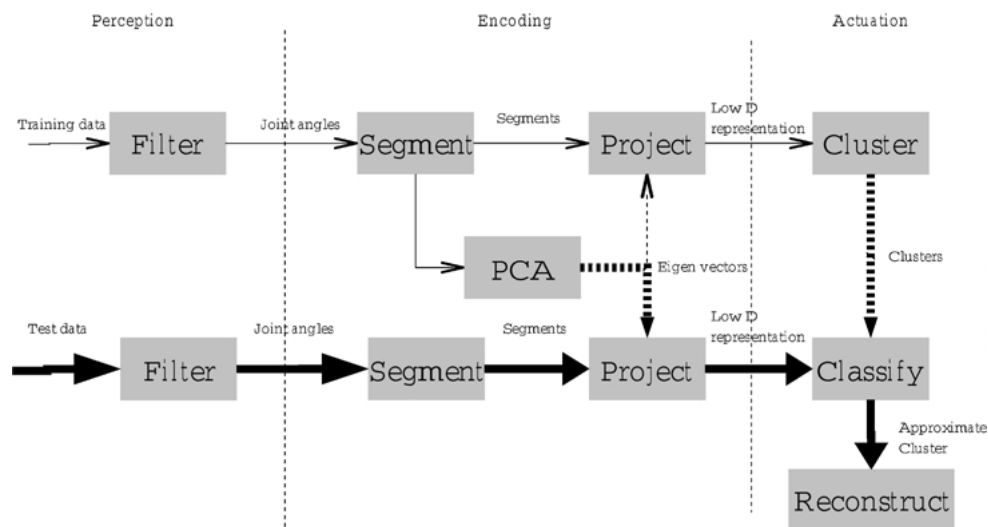 Perception
Encoding
Actuation
Training data
Filter
Joint angles
Segment
Segments
Project
Low D
representation
Cluster
PCA
Eigen vectors
Clusters
Test data
Filter
Joint angles
Segment
Segments
Project
Low D
representation
Classify
Approximate
Cluster
Reconstruct